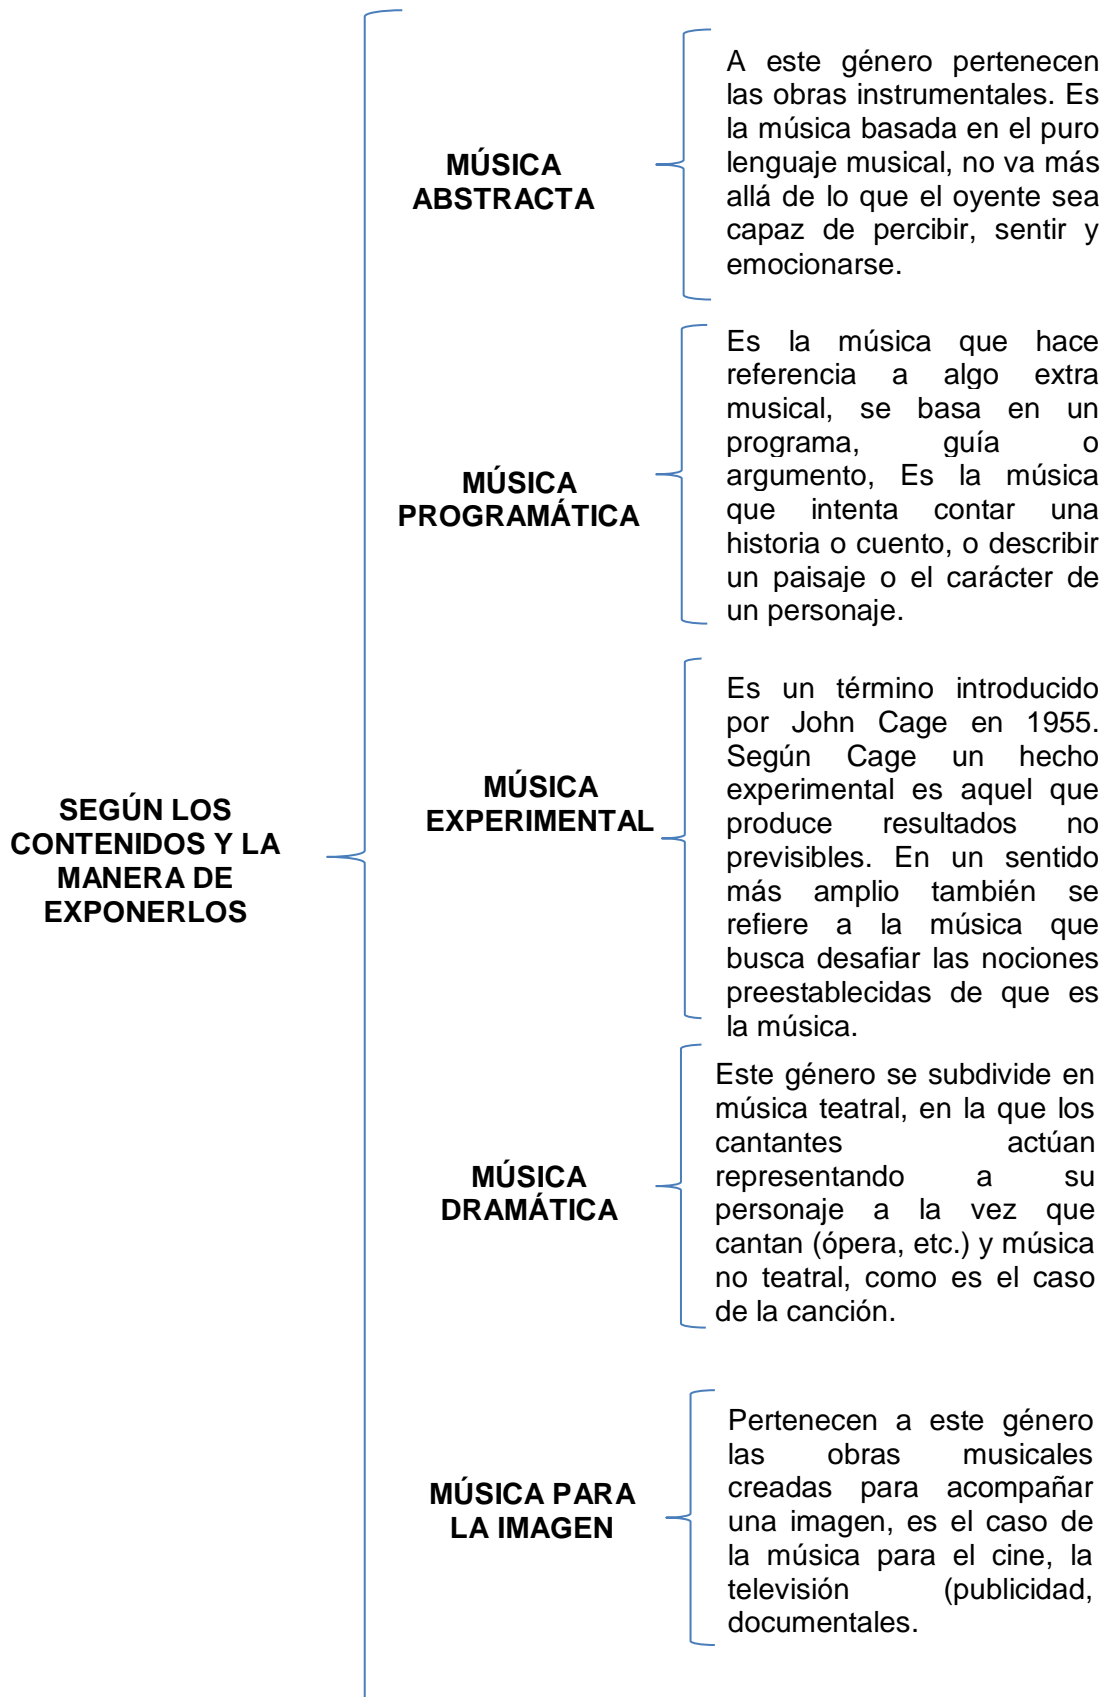 SEGÚN LOS
CONTENIDOS Y LA
MANERA DE
EXPONERLOS
MÚSICA
ABSTRACTA
A este género pertenecen
las obras instrumentales. Es
la música basada en el puro
lenguaje musical, no va más
allá de lo que el oyente sea
capaz de percibir, sentir y
emocionarse.
MÚSICA
PROGRAMÁTICA
Es la música que hace
referencia a algo extra
musical, se basa en un
programa, guía o
argumento, Es la música
que intenta contar una
historia o cuento, o describir
un paisaje o el carácter de
un personaje.
MÚSICA
EXPERIMENTAL
Es un término introducido
por John Cage en 1955.
Según Cage un hecho
experimental es aquel que
produce resultados no
previsibles. En un sentido
más amplio también se
refiere a la música que
busca desafiar las nociones
preestablecidas de que es
la música.
MÚSICA
DRAMÁTICA
Este género se subdivide en
música teatral, en la que los
cantantes actúan
representando a su
personaje a la vez que
cantan (ópera, etc.) y música
no teatral, como es el caso
de la canción.
MÚSICA PARA
LA IMAGEN
Pertenecen a este género
las obras musicales
creadas para acompañar
una imagen, es el caso de
la música para el cine, la
televisión (publicidad,
documentales.